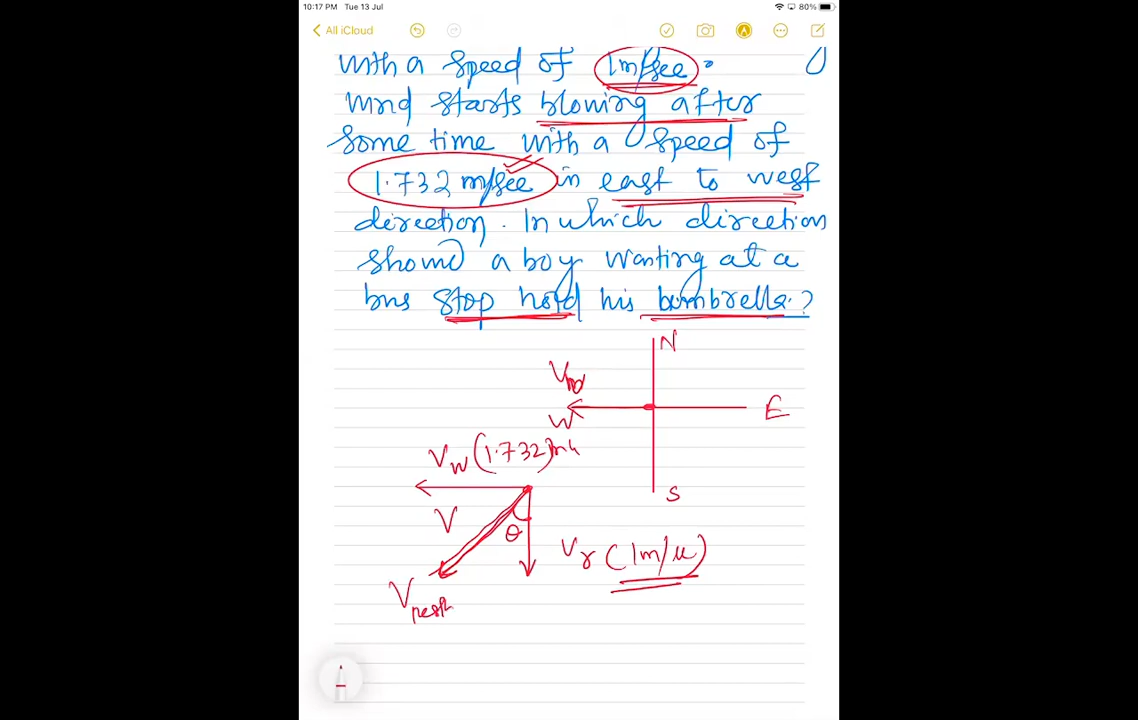 10:17 PM Tue 13 Jul
80%
All iCloud
with a speed of 1m/sec.
wind starts blowing after
some time with a speed of
1.732 m/sec in east to west
direction. In which direction
should a boy waiting at a
bus stop hold his bumbrella.?
N
W
E
S
Vw (1.732)
V
θ
Vr (1m/s)